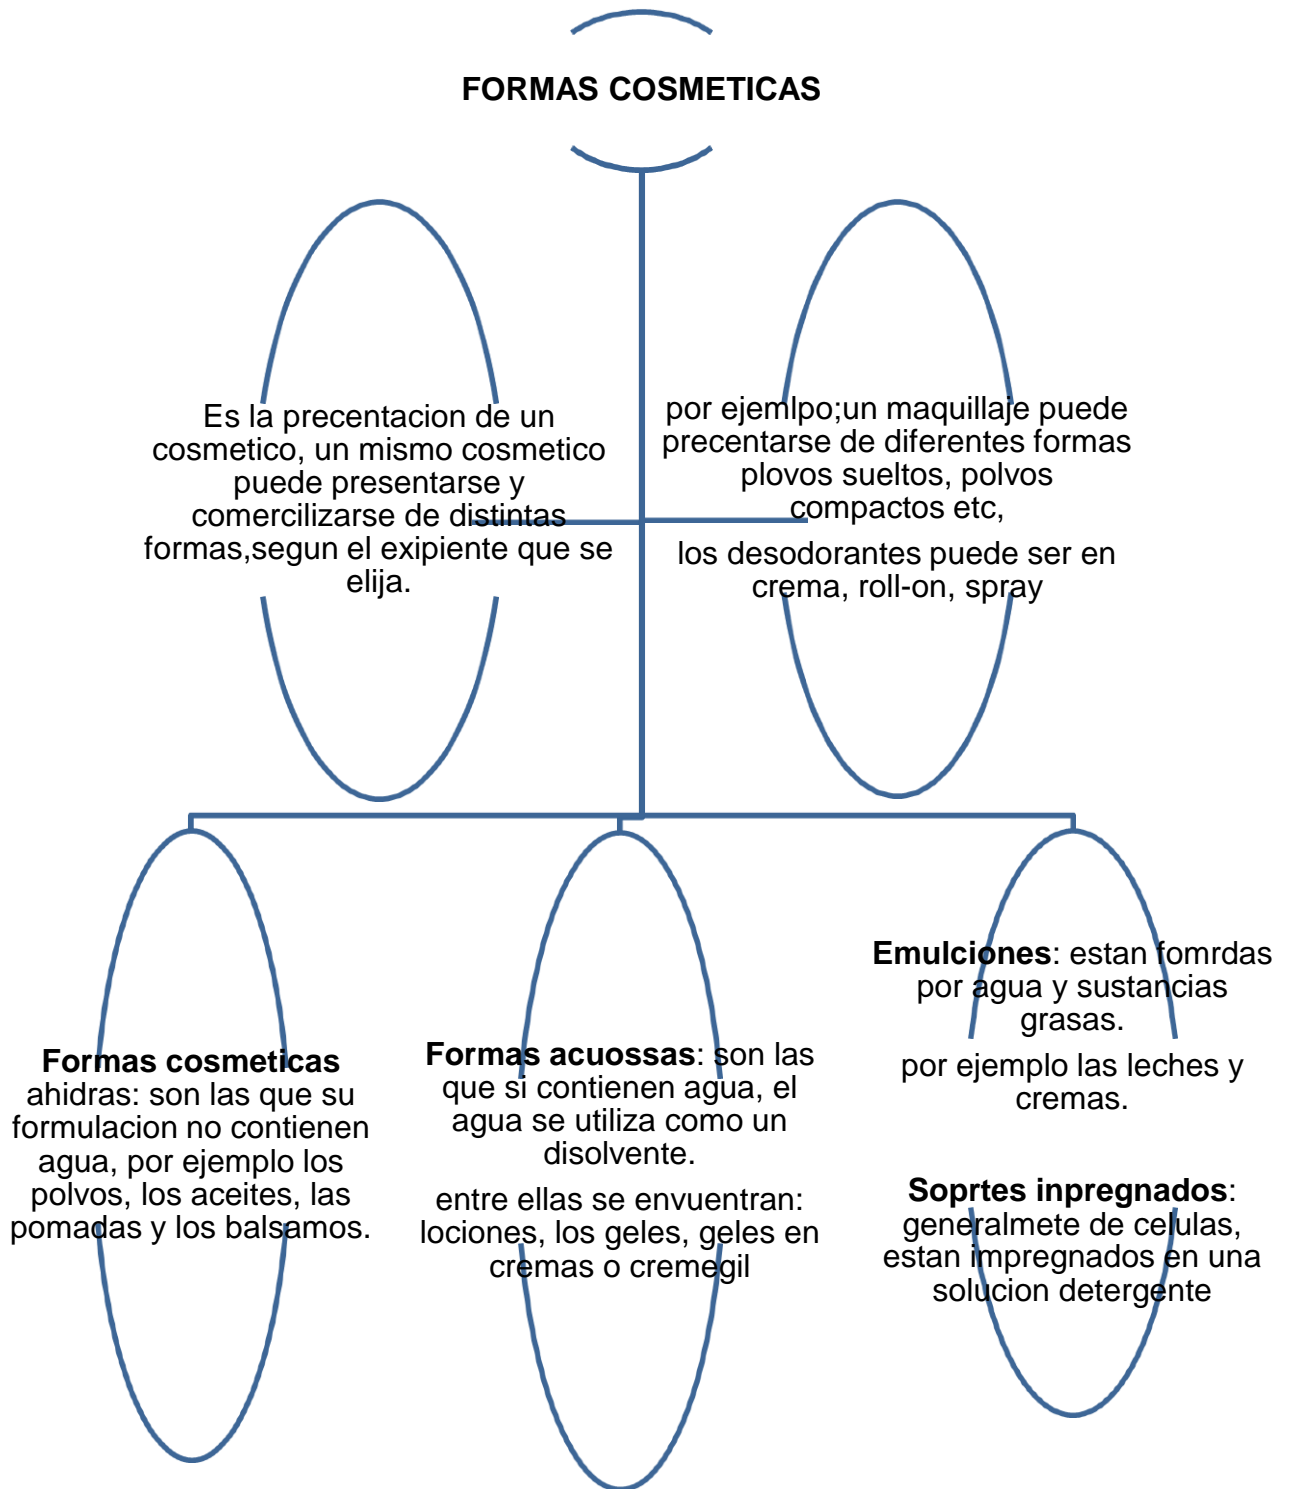 FORMAS COSMETICAS
Es la precentacion de un
cosmetico, un mismo cosmetico
puede presentarse y
comercilizarse de distintas
formas,segun el exipiente que se
elija.
por ejemlpo;un maquillaje puede
precentarse de diferentes formas
plovos sueltos, polvos
compactos etc,
los desodorantes puede ser en
crema, roll-on, spray
Formas cosmeticas
ahidras: son las que su
formulacion no contienen
agua, por ejemplo los
polvos, los aceites, las
pomadas y los balsamos.
Formas acuossas: son las
que si contienen agua, el
agua se utiliza como un
disolvente.
entre ellas se envuentran:
lociones, los geles, geles en
cremas o cremegil
Emulciones: estan fomrdas
por agua y sustancias
grasas.
por ejemplo las leches y
cremas.
Soprtes inpregnados:
generalmete de celulas,
estan impregnados en una
solucion detergente